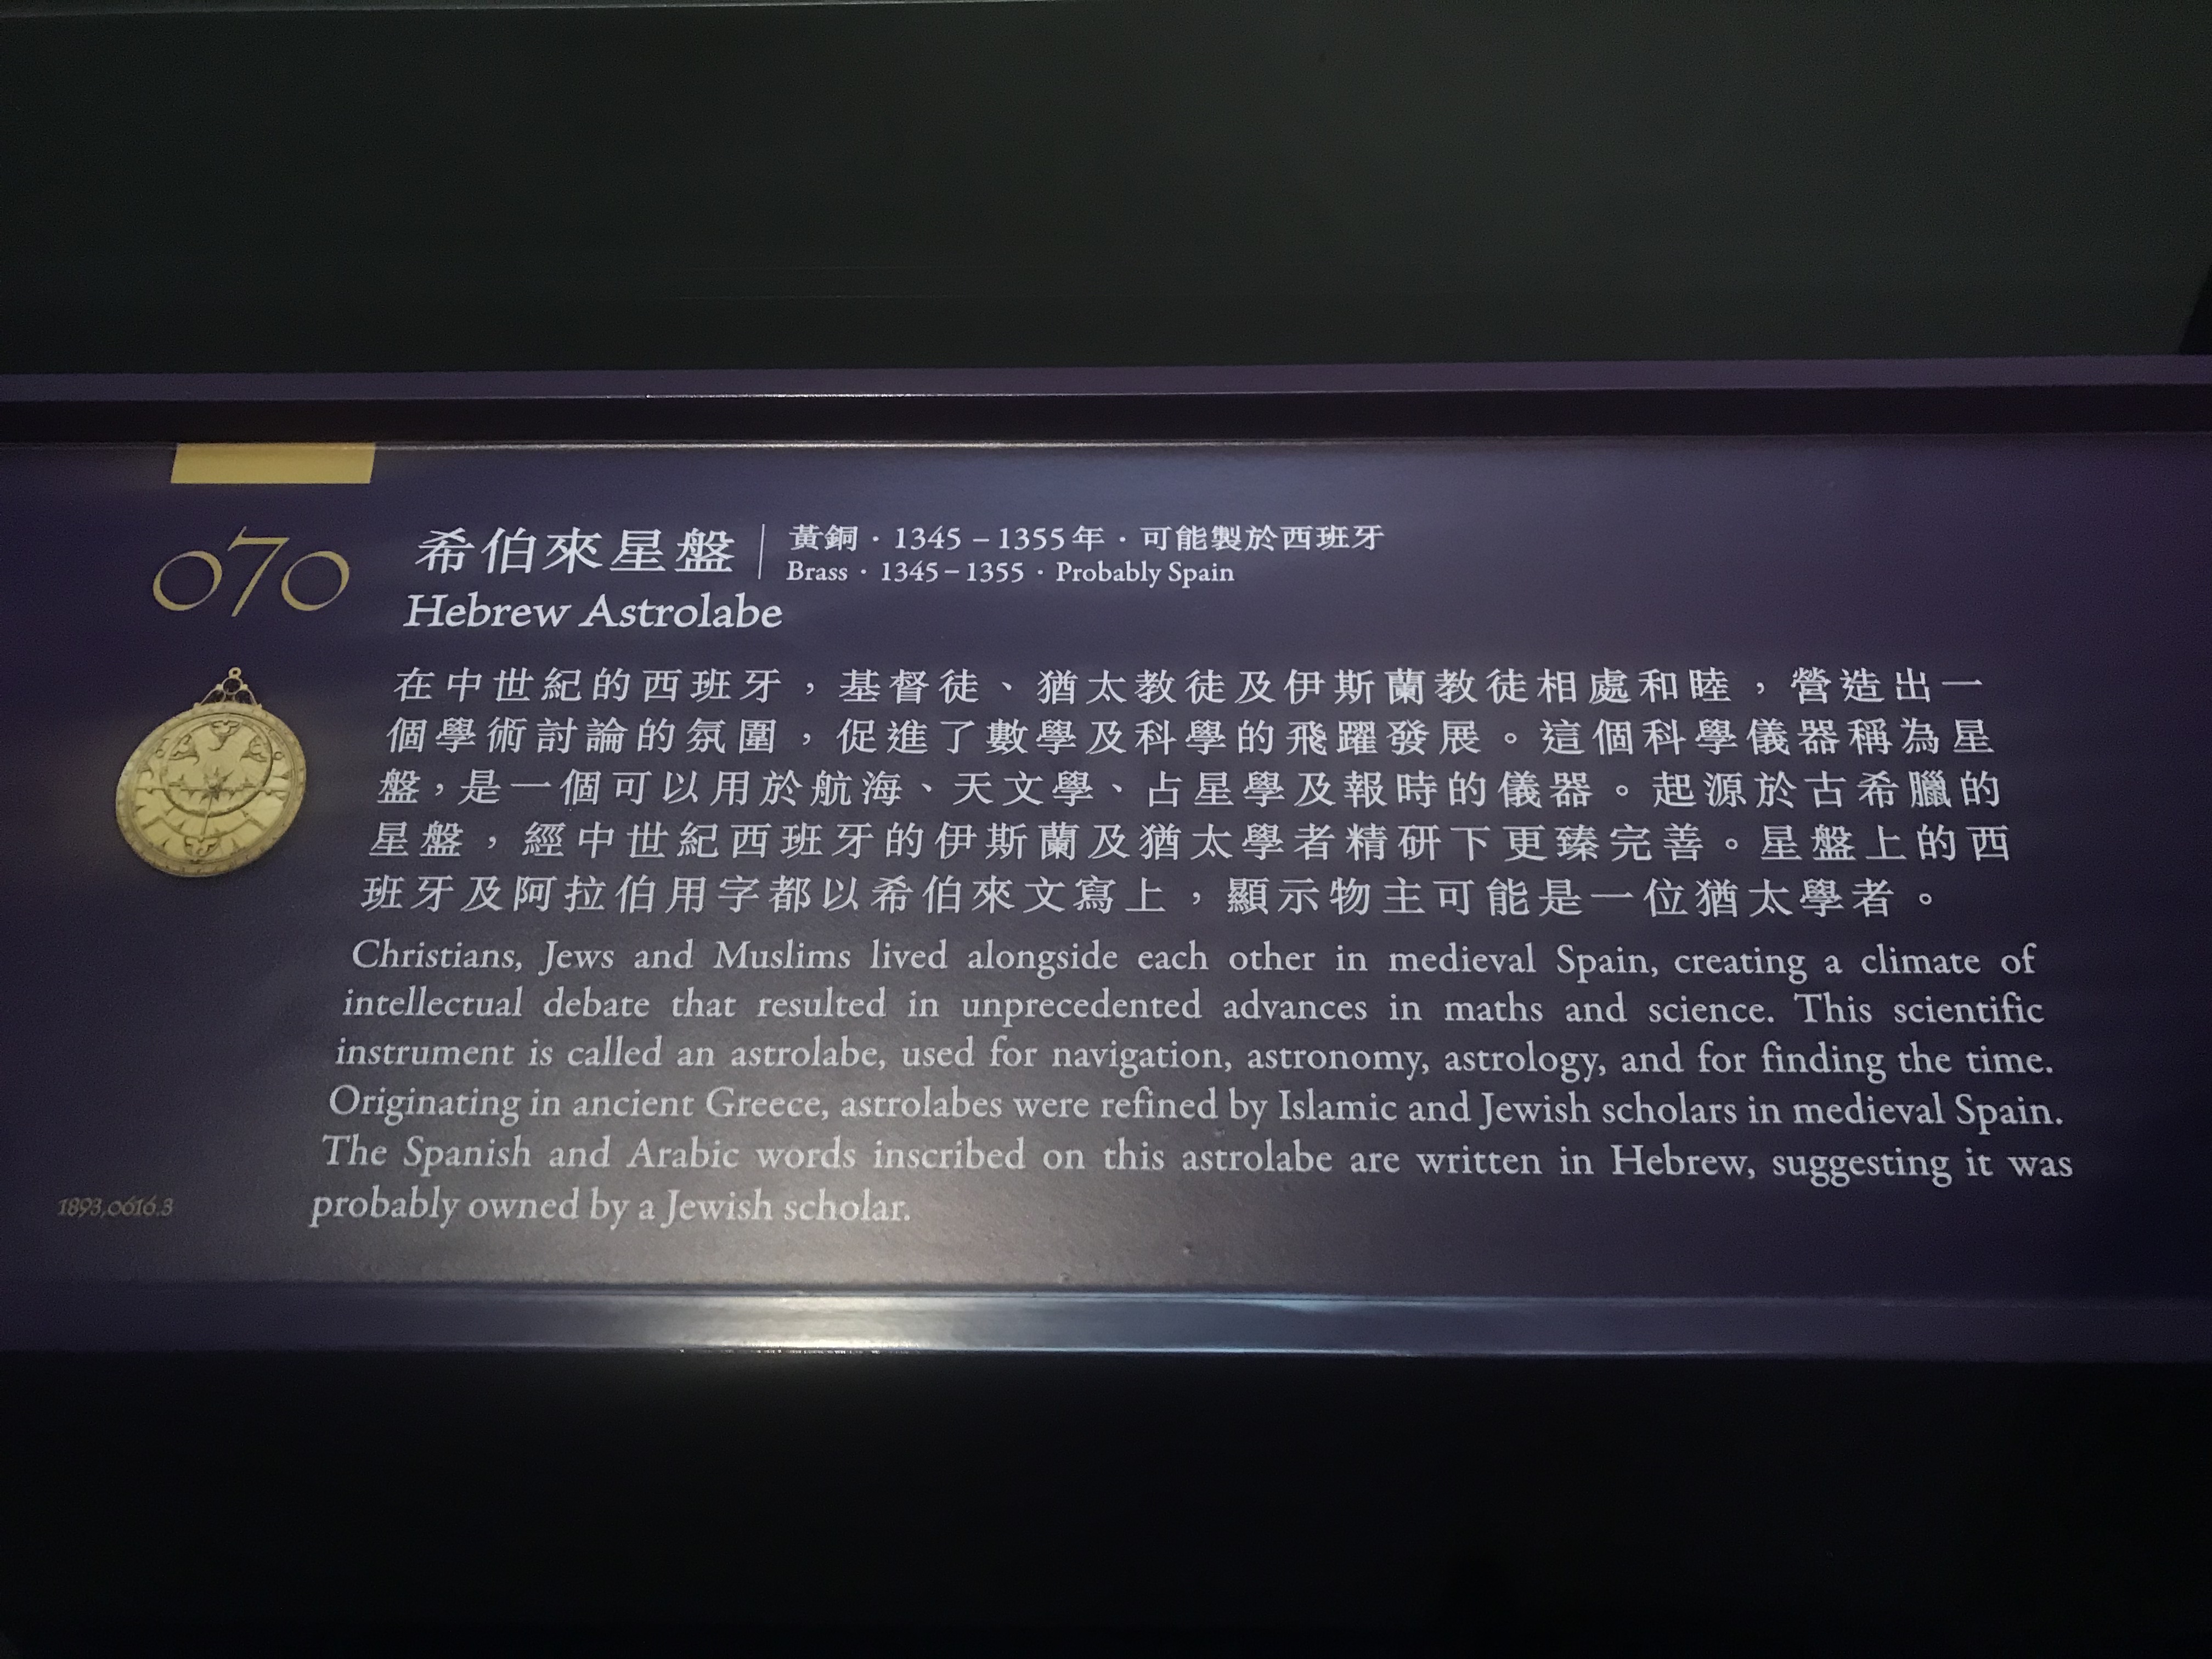 070
希伯來星盤
黃銅．1345 – 1355 年．可能製於西班牙
Brass · 1345 – 1355 · Probably Spain
Hebrew Astrolabe
在中世紀的西班牙，基督徒、猶太教徒及伊斯蘭教徒相處和睦，營造出一
個學術討論的氛圍，促進了數學及科學的飛躍發展。這個科學儀器稱為星
盤，是一個可以用於航海、天文學、占星學及報時的儀器。起源於古希臘的
星盤，經中世紀西班牙的伊斯蘭及猶太學者精研下更臻完善。星盤上的西
班牙及阿拉伯用字都以希伯來文寫上，顯示物主可能是一位猶太學者。
Christians, Jews and Muslims lived alongside each other in medieval Spain, creating a climate of
intellectual debate that resulted in unprecedented advances in maths and science. This scientific
instrument is called an astrolabe, used for navigation, astronomy, astrology, and for finding the time.
Originating in ancient Greece, astrolabes were refined by Islamic and Jewish scholars in medieval Spain.
The Spanish and Arabic words inscribed on this astrolabe are written in Hebrew, suggesting it was
probably owned by a Jewish scholar.
1893,0616.3